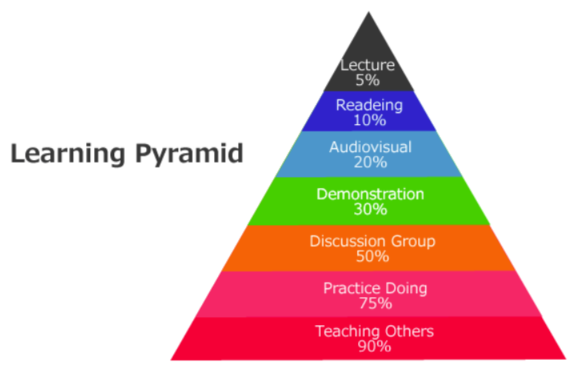 Learning Pyramid
Lecture
5%
Readeing
10%
Audiovisual
20%
Demonstration
30%
Discussion Group
50%
Practice Doing
75%
Teaching Others
90%